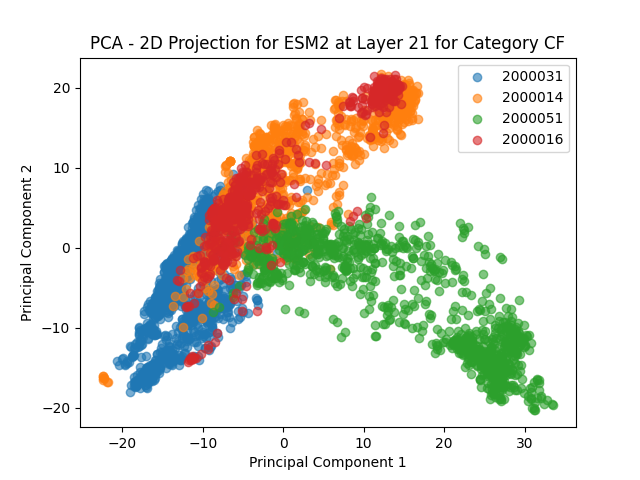 PCA - 2D Projection for ESM2 at Layer 21 for Category CF
2000031
2000014
2000051
2000016
Principal Component 2
20
10
0
−10
−20
−20 −10 0 10 20 30
Principal Component 1